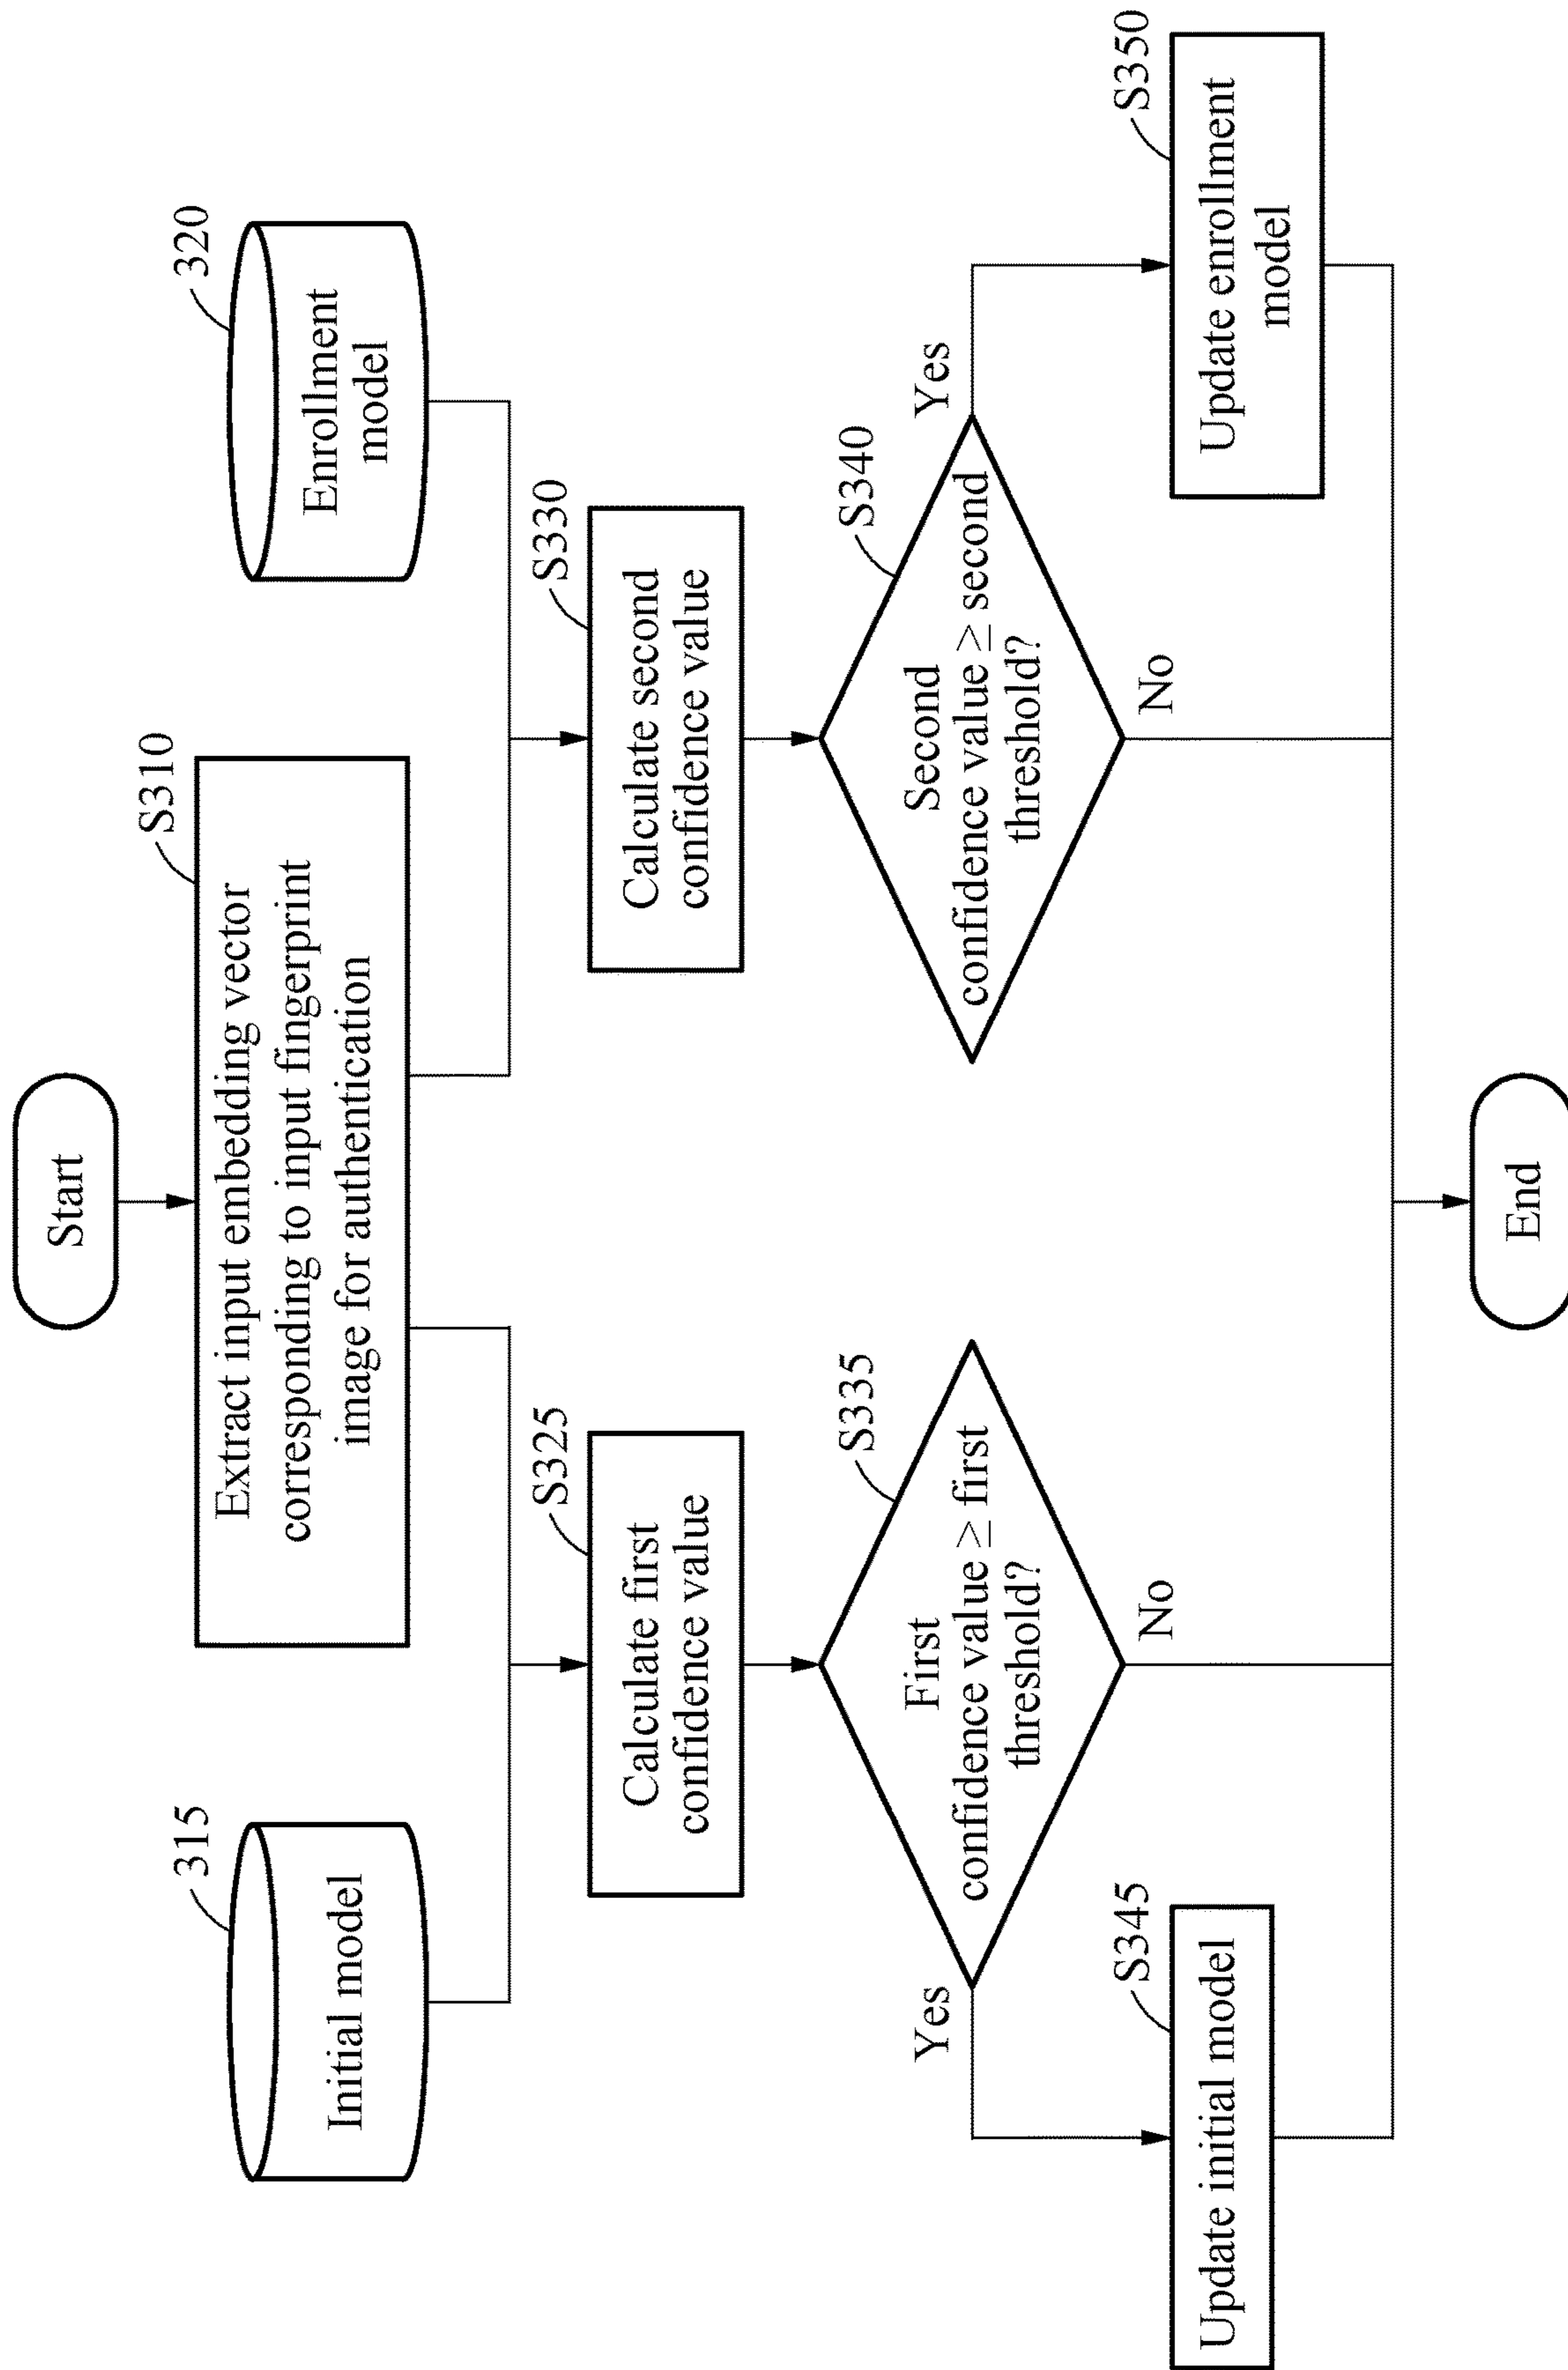 Start
S310
Extract input embedding vector
corresponding to input fingerprint
image for authentication
315
Initial model
320
Enrollment
model
S325
Calculate first
confidence value
S330
Calculate second
confidence value
S335
First
confidence value ≥ first
threshold?
Yes
No
S340
Second
confidence value ≥ second
threshold?
Yes
No
S345
Update initial model
S350
Update enrollment
model
End